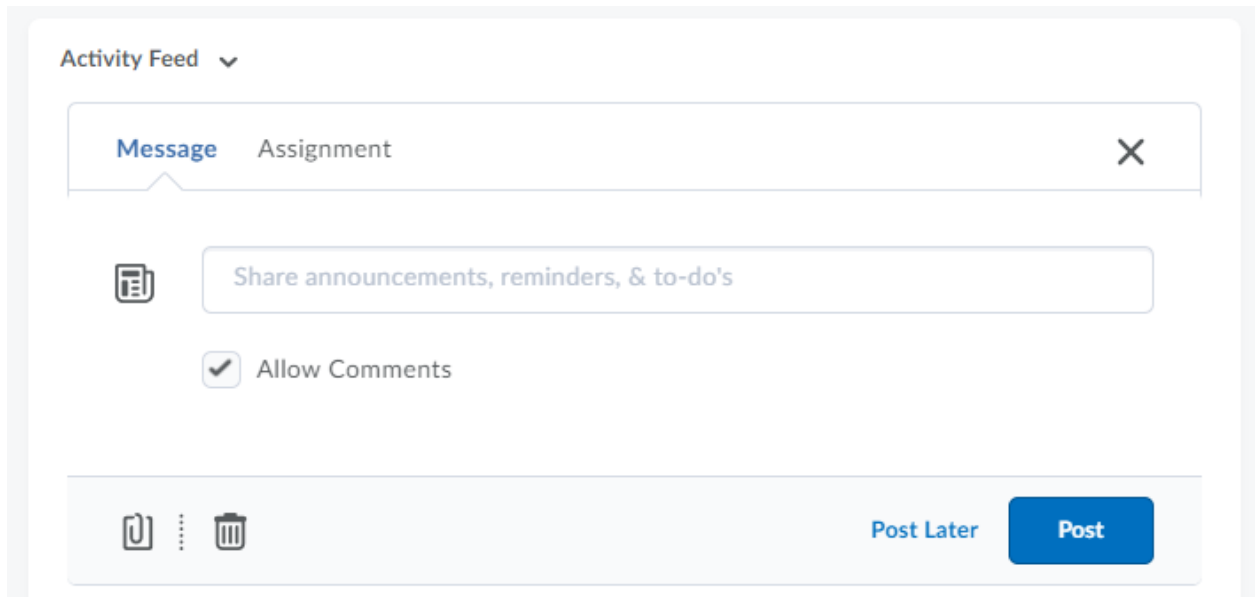 Activity Feed
Message Assignment
Share announcements, reminders, & to-do's
Allow Comments
Post Later Post